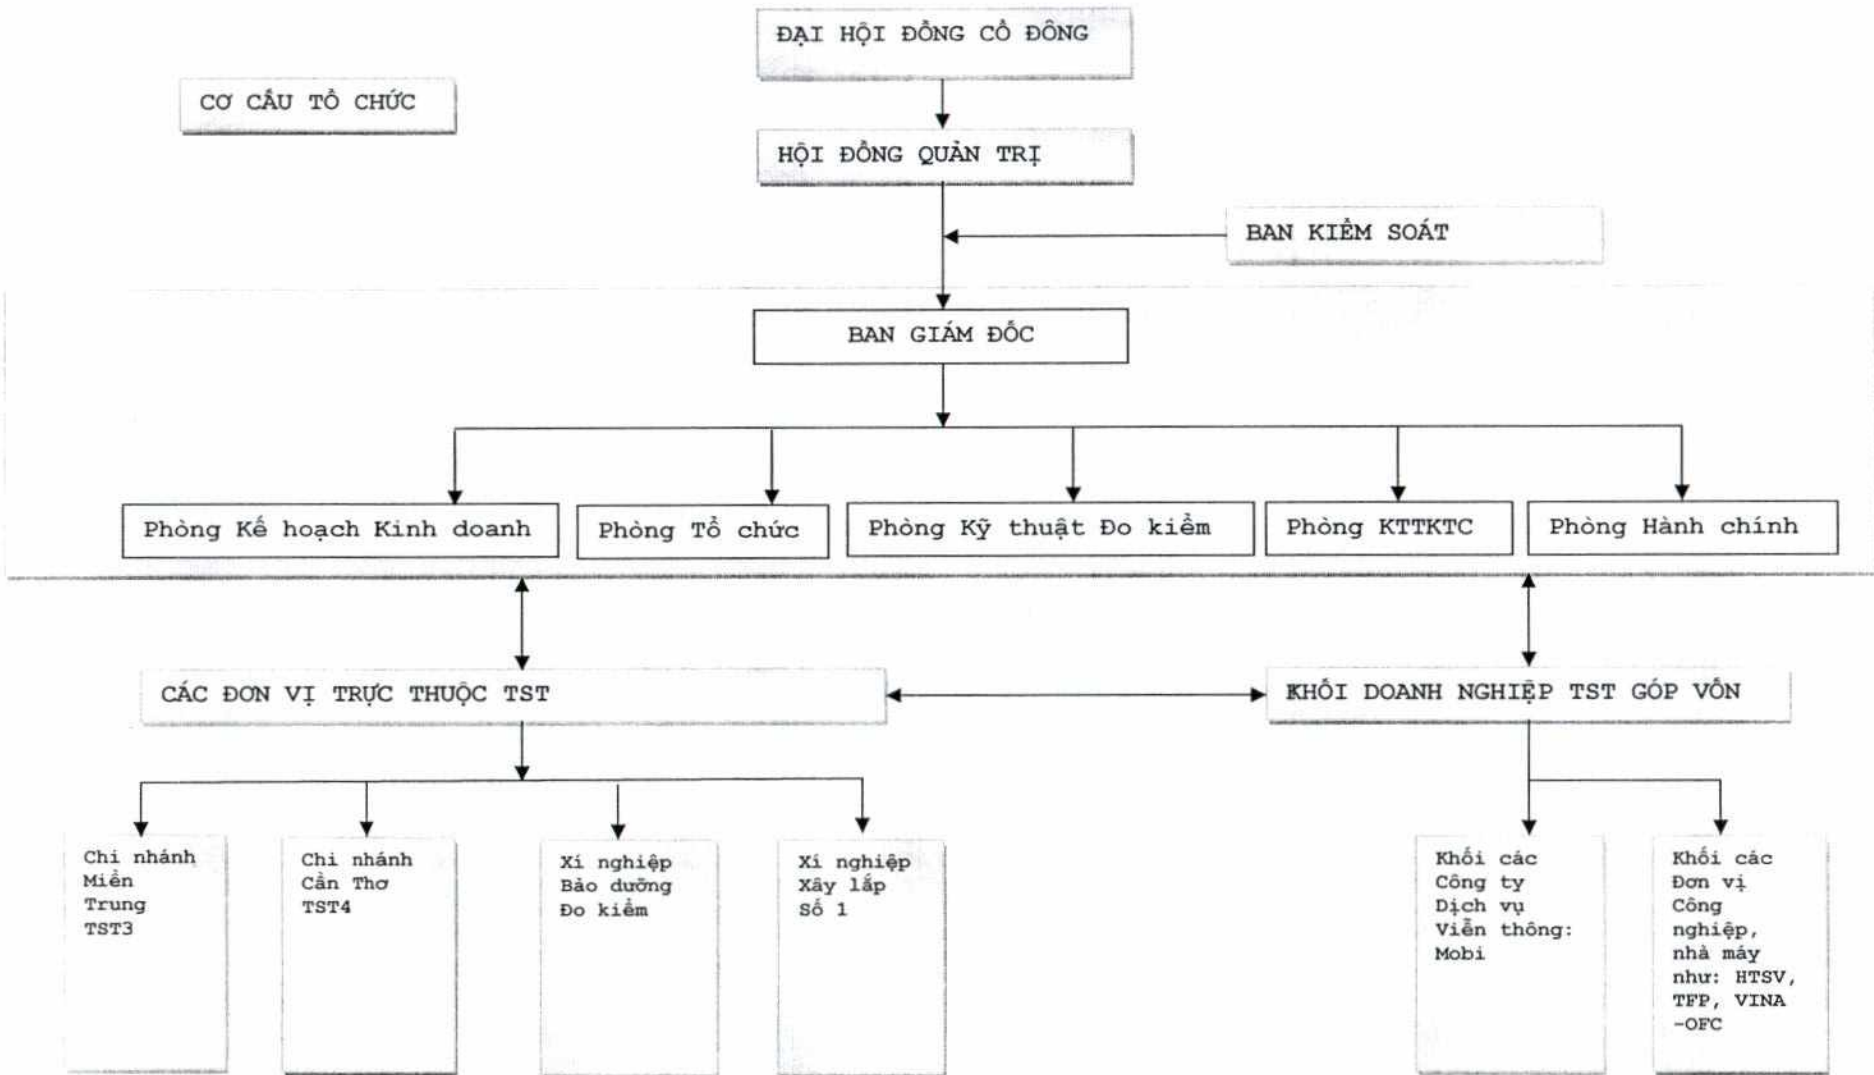 ĐẠI HỘI ĐỒNG CỔ ĐÔNG
CƠ CẤU TỔ CHỨC
HỘI ĐỒNG QUẢN TRỊ
BAN KIỂM SOÁT
BAN GIÁM ĐỐC
Phòng Kế hoạch Kinh doanh
Phòng Tổ chức
Phòng Kỹ thuật Đo kiểm
Phòng KTTKTC
Phòng Hành chính
CÁC ĐƠN VỊ TRỰC THUỘC TST
KHỐI DOANH NGHIỆP TST GÓP VỐN
Chi nhánh
Miền
Trung
TST3
Chi nhánh
Cần Thơ
TST4
Xí nghiệp
Bảo dưỡng
Đo kiểm
Xí nghiệp
Xây lắp
Số 1
Khối các
Công ty
Dịch vụ
Viễn thông:
Mobi
Khối các
Đơn vị
Công
nghiệp,
nhà máy
như: HTSV,
TFP, VINA
-OFC